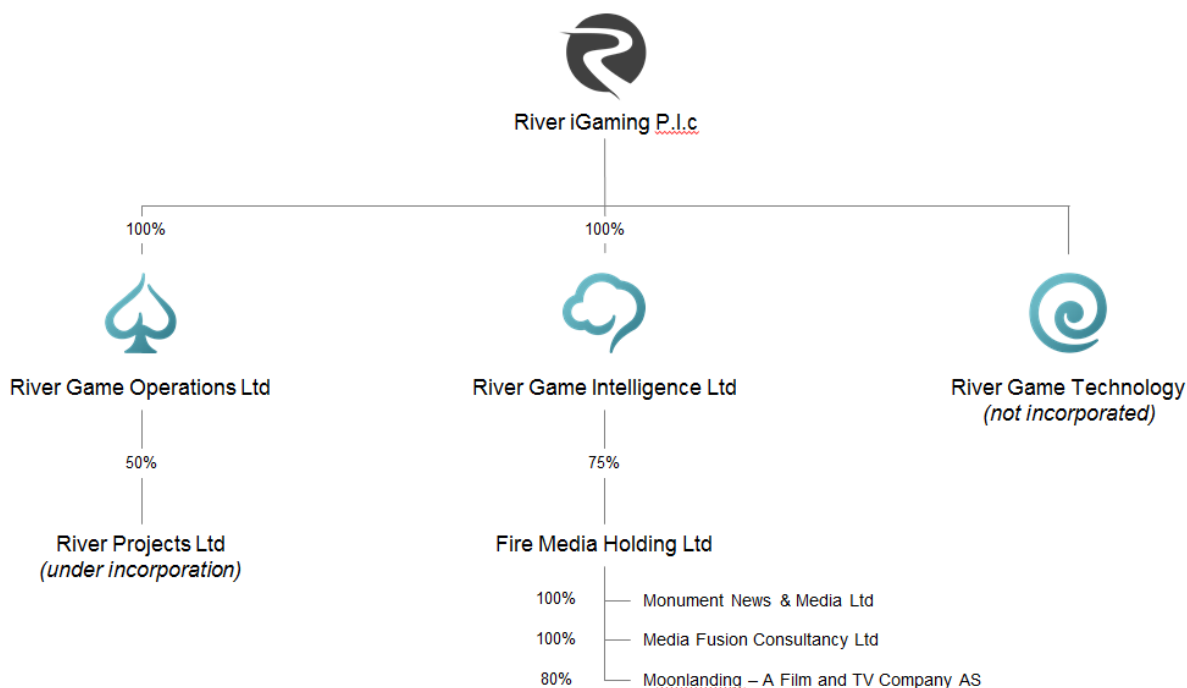 River iGaming P.l.c
100%
100%
River Game Operations Ltd
River Game Intelligence Ltd
River Game Technology
(not incorporated)
50%
75%
River Projects Ltd
(under incorporation)
Fire Media Holding Ltd
100% Monument News & Media Ltd
100% Media Fusion Consultancy Ltd
80% Moonlanding – A Film and TV Company AS